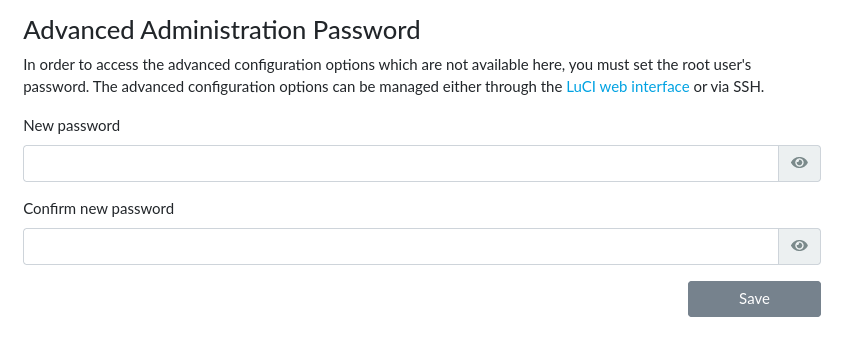 Advanced Administration Password
In order to access the advanced configuration options which are not available here, you must set the root user's
password. The advanced configuration options can be managed either through the LuCI web interface or via SSH.
New password
Confirm new password
Save